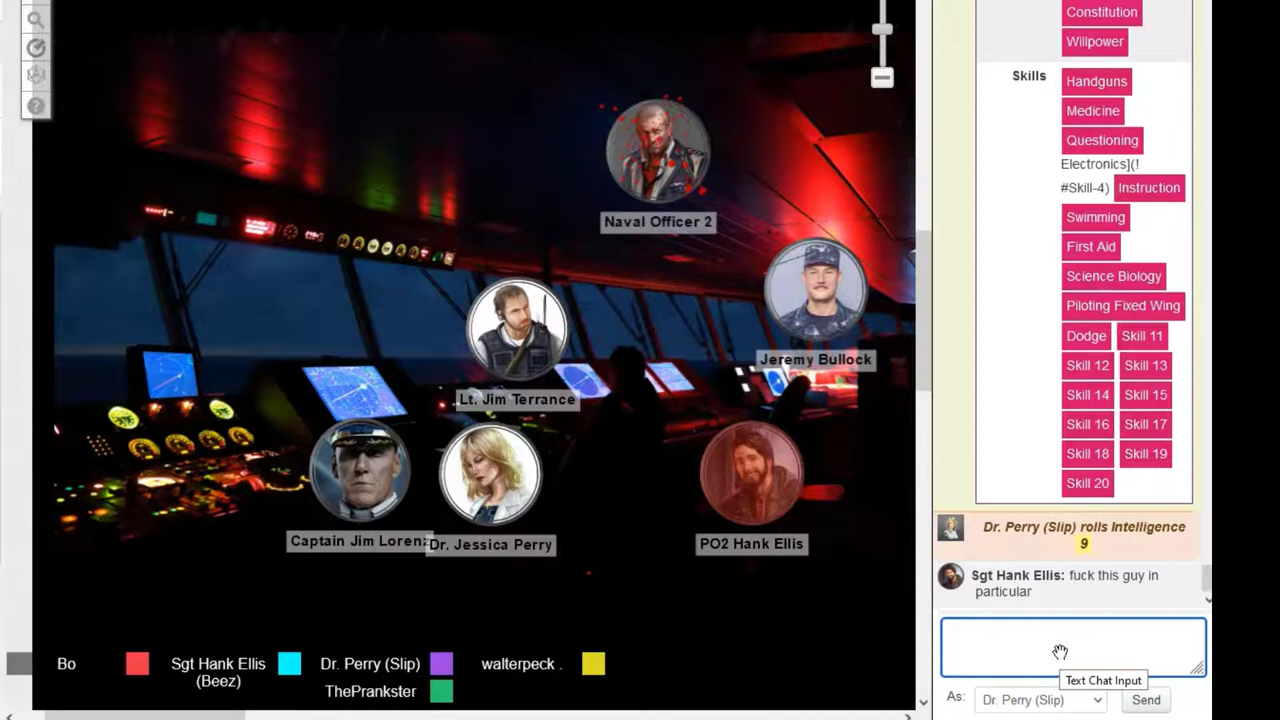 Constitution
Willpower
Skills
Handguns
Medicine
Questioning
Electronics](!
#Skill-4) Instruction
Swimming
First Aid
Science Biology
Piloting Fixed Wing
Dodge Skill 11
Skill 12 Skill 13
Skill 14 Skill 15
Skill 16 Skill 17
Skill 18 Skill 19
Skill 20
Dr. Perry (Slip) rolls Intelligence
9
Sgt Hank Ellis: fuck this guy in
particular
Text Chat Input
As: Dr. Perry (Slip) Send
Naval Officer 2
Jeremy Bullock
Lt. Jim Terrance
Captain Jim Loren
Dr. Jessica Perry
PO2 Hank Ellis
Bo
Sgt Hank Ellis
(Beez)
Dr. Perry (Slip)
ThePrankster
walterpeck .
?